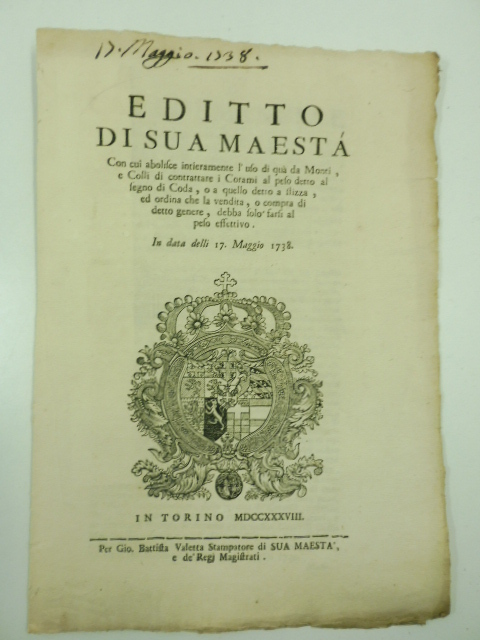 17. Maggio. 1738.
EDITTO
DI SUA MAESTÁ
Con cui abolisce intieramente l'uso di quà da Monti,
e Colli di contrattare i Corami al peso detto al
segno di Coda, o a quello detto a stizza,
ed ordina che la vendita, o compra di
detto genere, debba solo farsi al
peso effettivo.
In data delli 17. Maggio 1738.
IN TORINO MDCCXXXVIII.
Per Gio. Battista Valetta Stampatore di SUA MAESTA',
e de' Regj Magistrati.